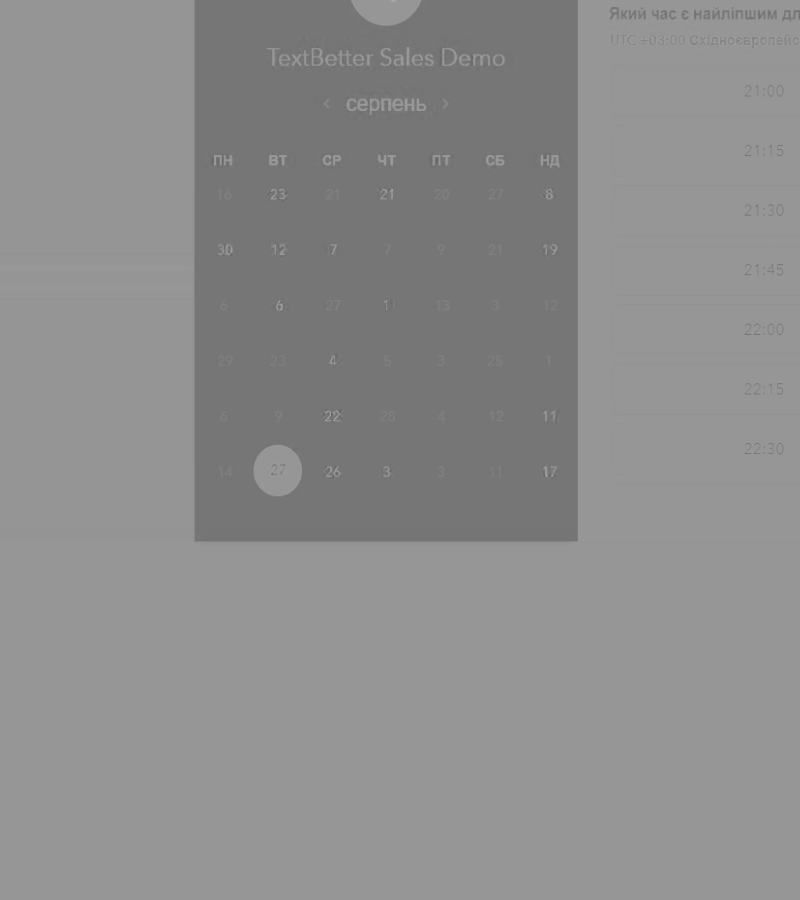 Який час є найліпшим дл
UTC +03:00 Східноєвропейс
TextBetter Sales Demo
‹ серпень ›
ПН ВТ СР ЧТ ПТ СБ НД
16 23 21 21 20 27 8
30 12 7 7 9 21 19
6 6 27 1 13 3 12
29 23 4 5 3 25 1
6 9 22 28 4 12 11
14 27 26 3 3 11 17
21:00
21:15
21:30
21:45
22:00
22:15
22:30